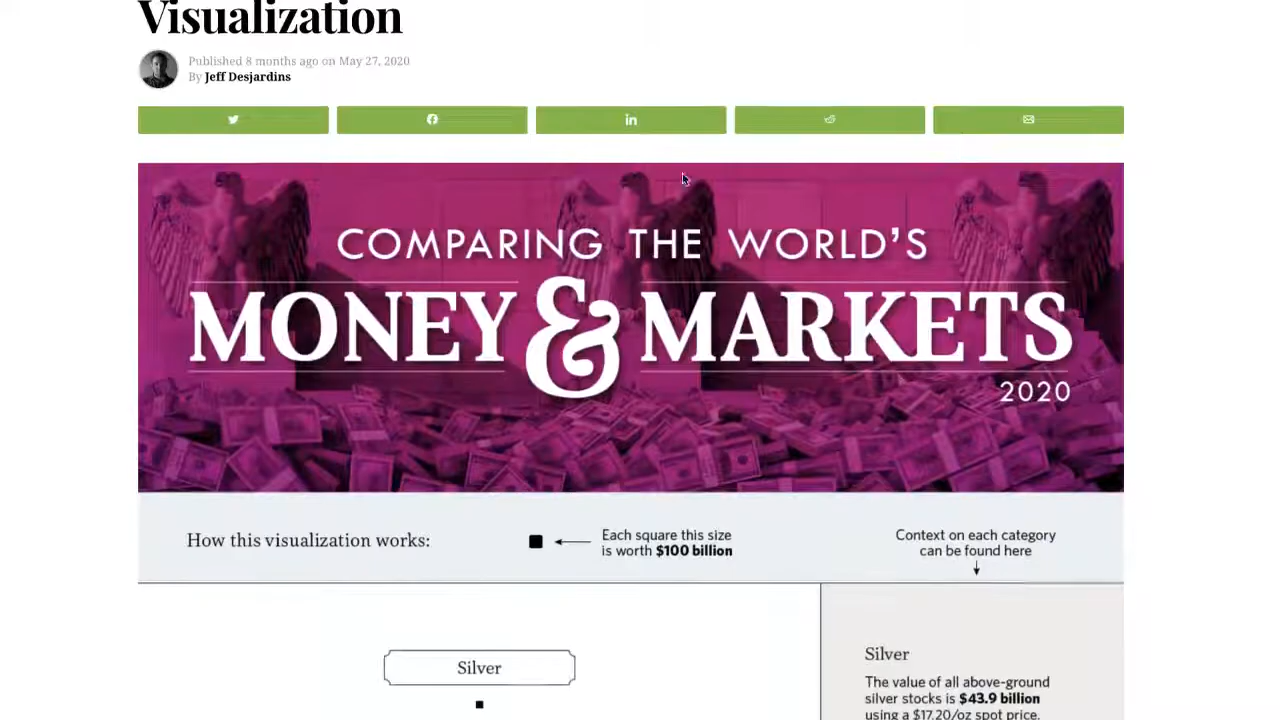 Visualization
Published 8 months ago on May 27, 2020
By Jeff Desjardins
COMPARING THE WORLD'S
MONEY & MARKETS
2020
How this visualization works:
Each square this size
is worth $100 billion
Context on each category
can be found here
Silver
Silver
The value of all above-ground
silver stocks is $43.9 billion
using a $17.20/oz spot price.